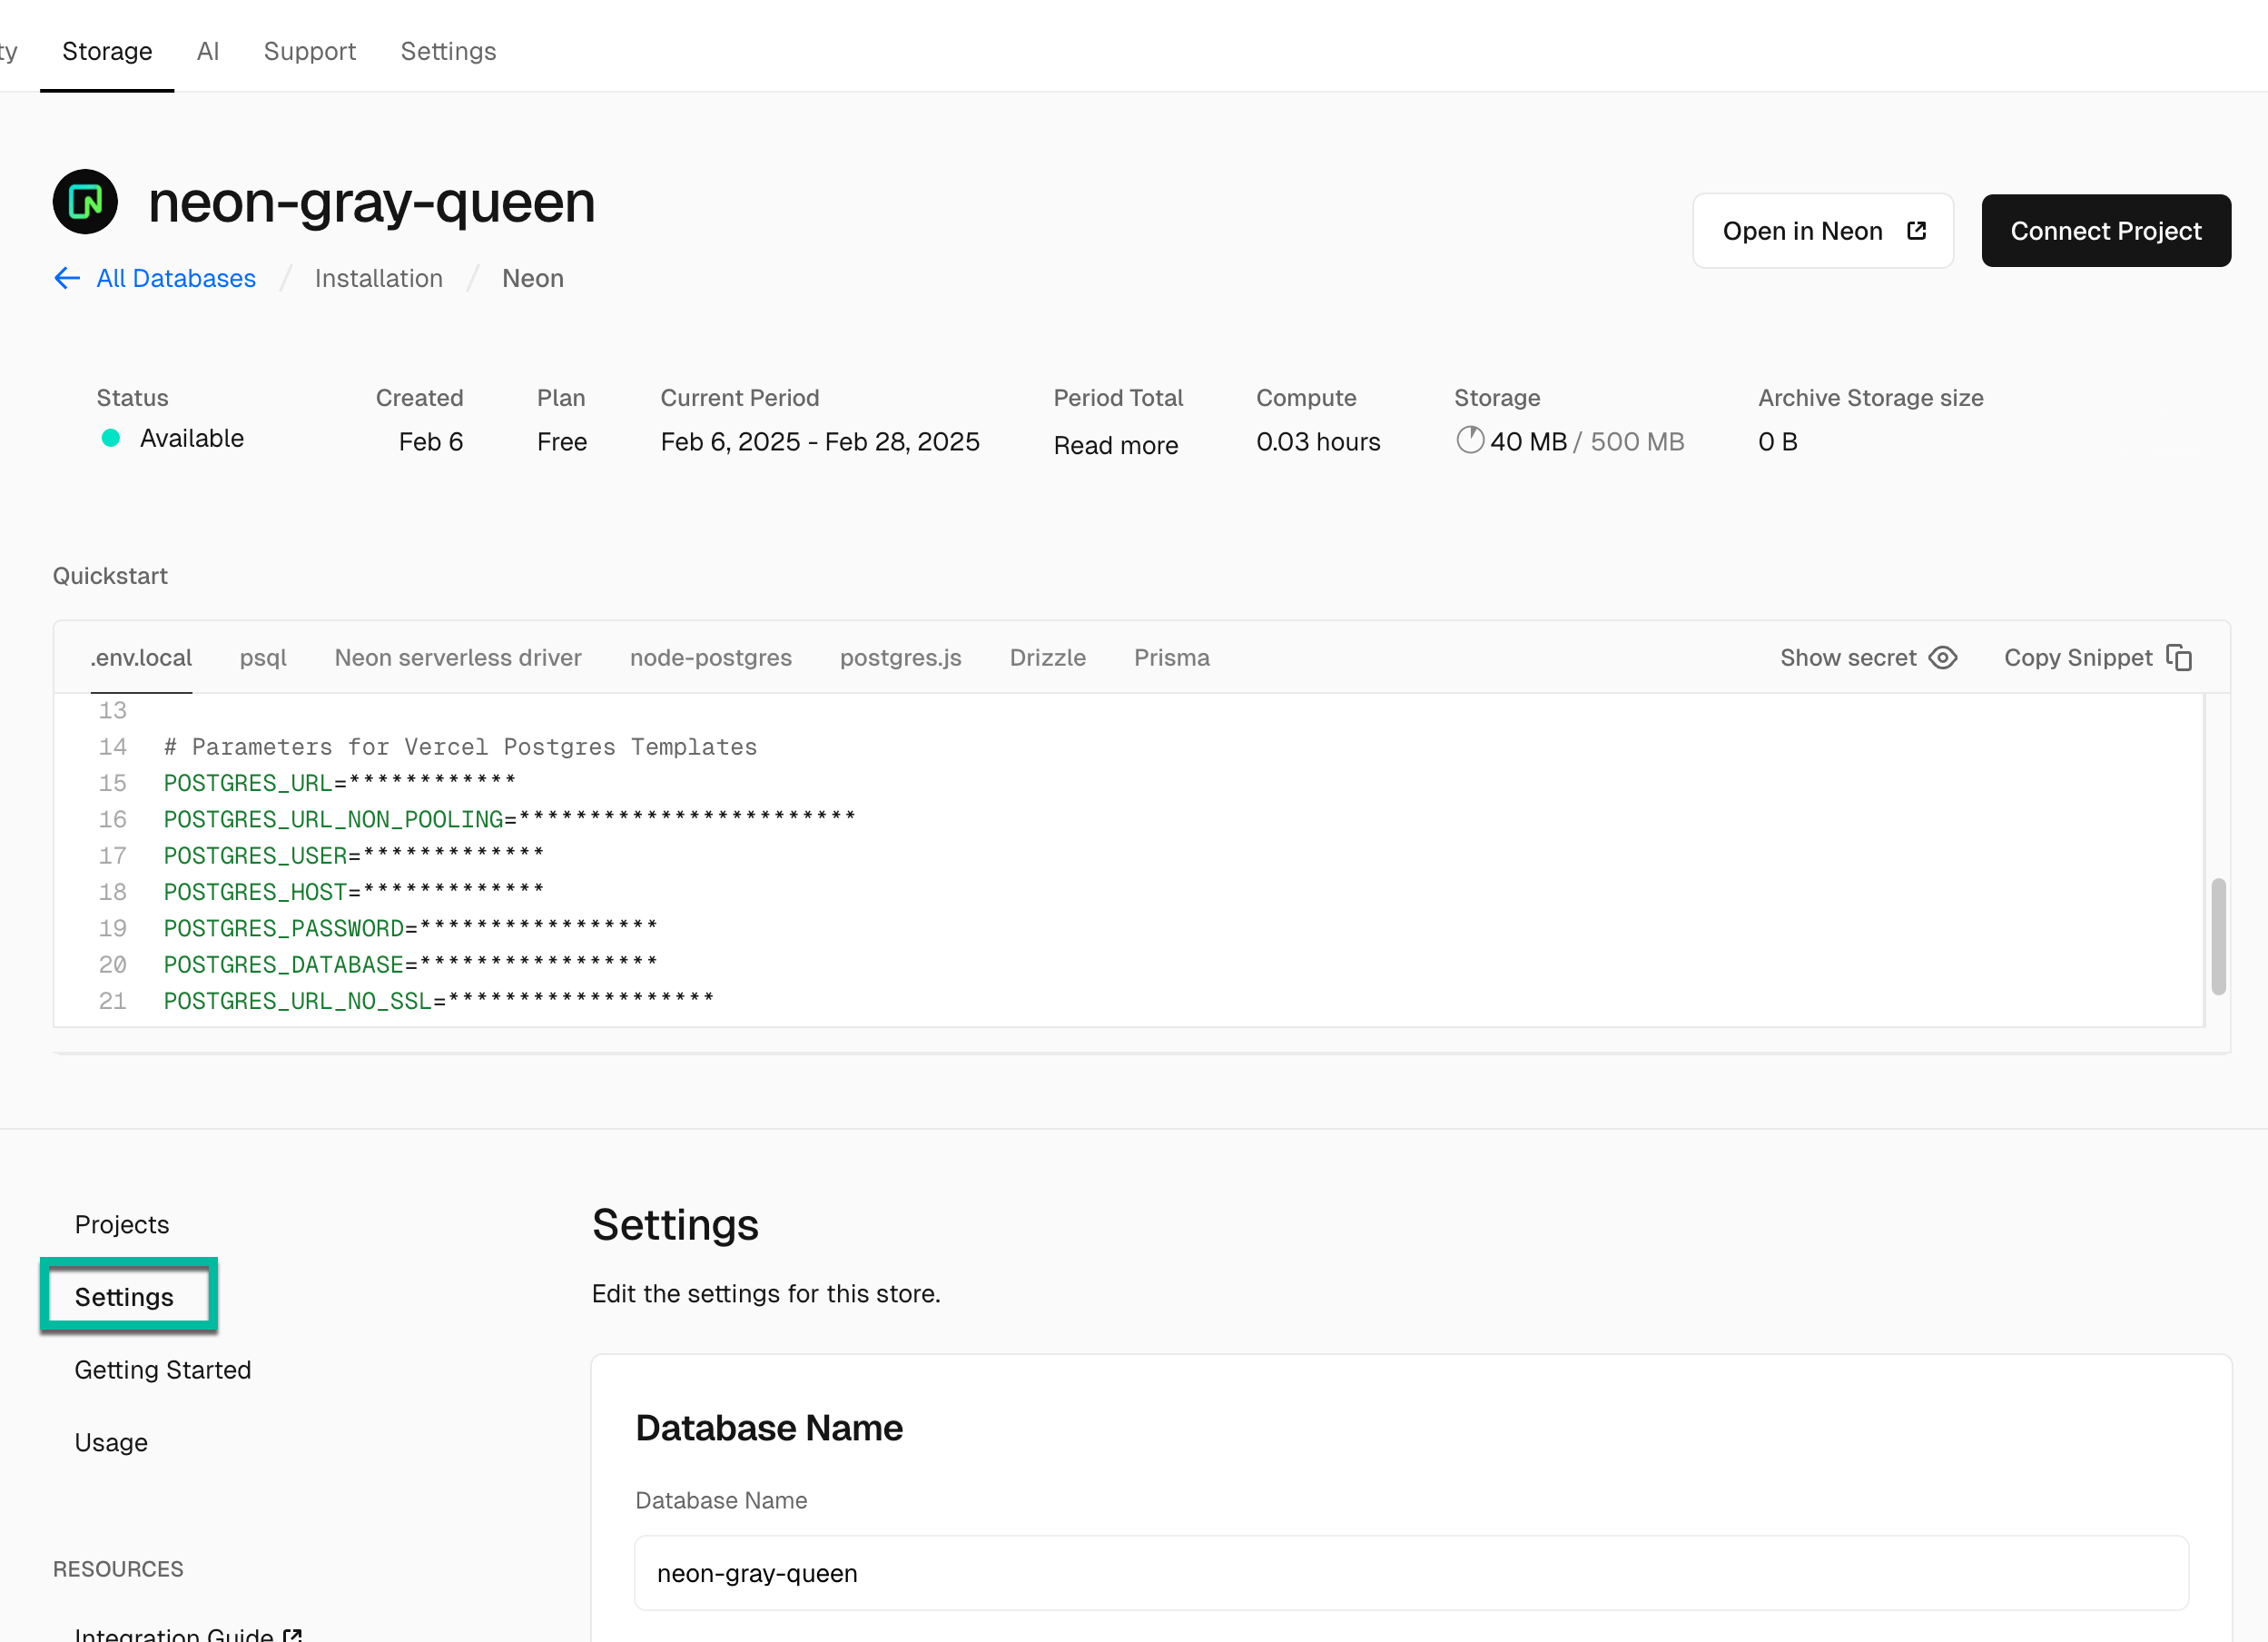 ty Storage AI Support Settings
neon-gray-queen
Open in Neon Connect Project
All Databases / Installation / Neon
Status Created Plan Current Period Period Total Compute Storage Archive Storage size
Available Feb 6 Free Feb 6, 2025 - Feb 28, 2025 Read more 0.03 hours 40 MB / 500 MB 0 B
Quickstart
.env.local psql Neon serverless driver node-postgres postgres.js Drizzle Prisma Show secret Copy Snippet
13
14 # Parameters for Vercel Postgres Templates
15 POSTGRES_URL=************
16 POSTGRES_URL_NON_POOLING=************************
17 POSTGRES_USER=*************
18 POSTGRES_HOST=*************
19 POSTGRES_PASSWORD=*****************
20 POSTGRES_DATABASE=*****************
21 POSTGRES_URL_NO_SSL=*******************
Projects
Settings
Getting Started
Usage
RESOURCES
Integration Guide
Settings
Edit the settings for this store.
Database Name
Database Name
neon-gray-queen